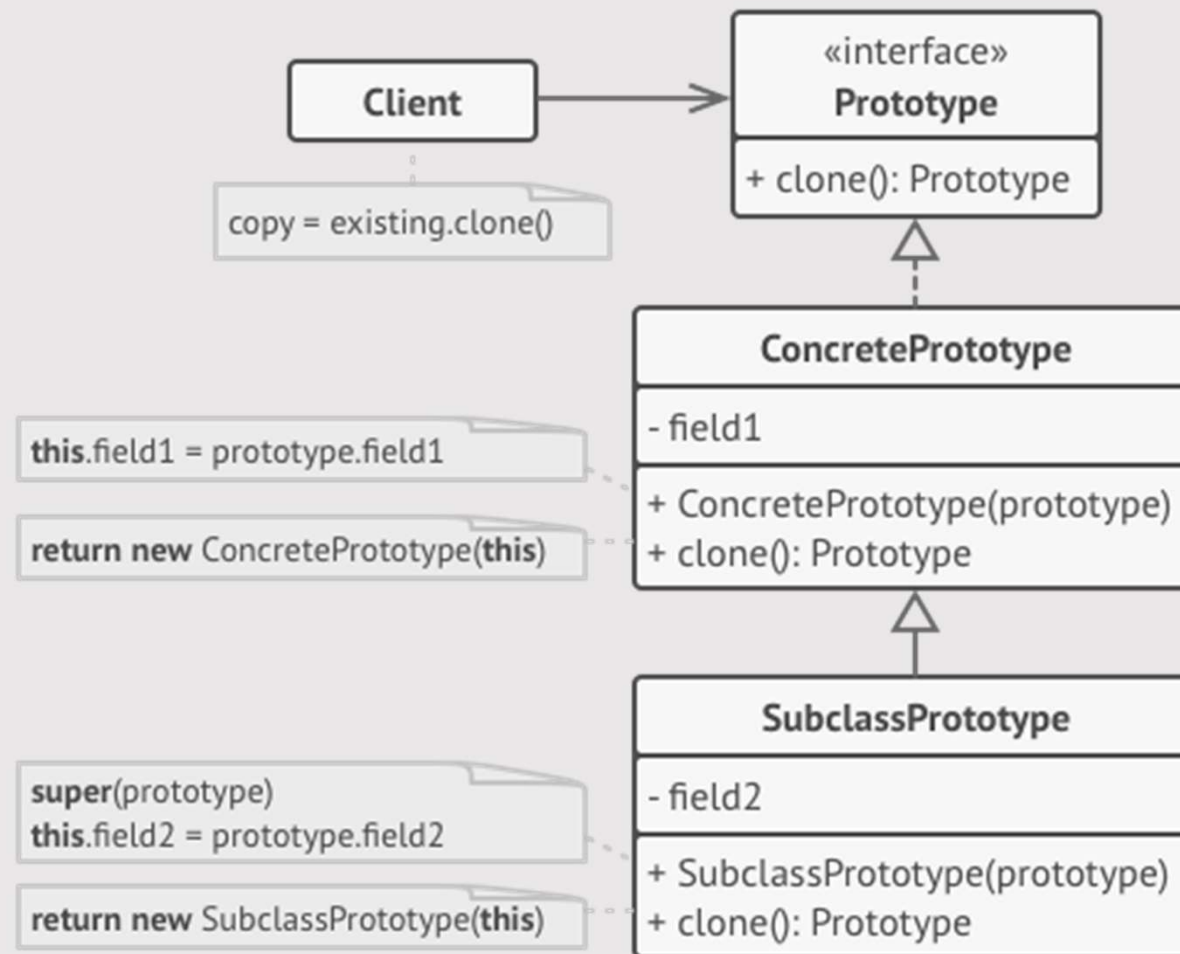 Client
«interface»
Prototype
+ clone(): Prototype
copy = existing.clone()
ConcretePrototype
- field1
this.field1 = prototype.field1
+ ConcretePrototype(prototype)
return new ConcretePrototype(this)
+ clone(): Prototype
SubclassPrototype
- field2
super(prototype)
this.field2 = prototype.field2
+ SubclassPrototype(prototype)
return new SubclassPrototype(this)
+ clone(): Prototype